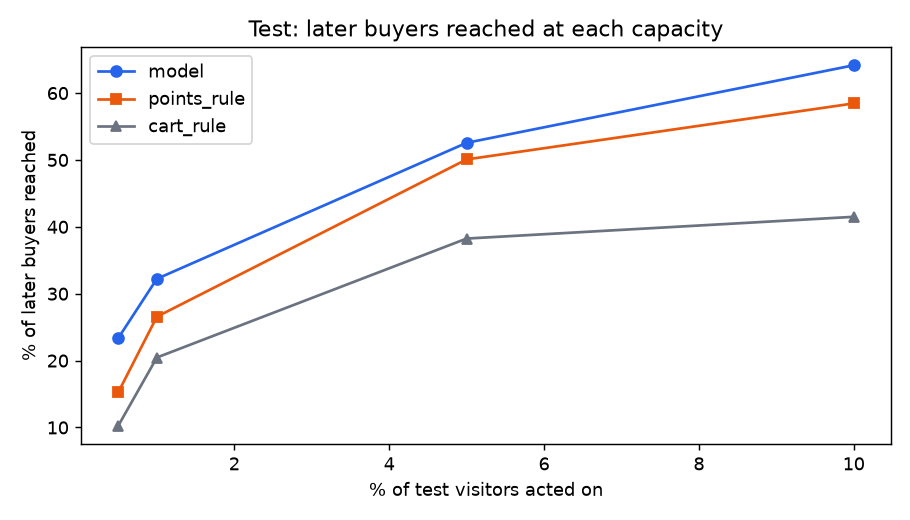 Test: later buyers reached at each capacity
model
points_rule
cart_rule
% of later buyers reached
60
50
40
30
20
10
2
4
6
8
10
% of test visitors acted on